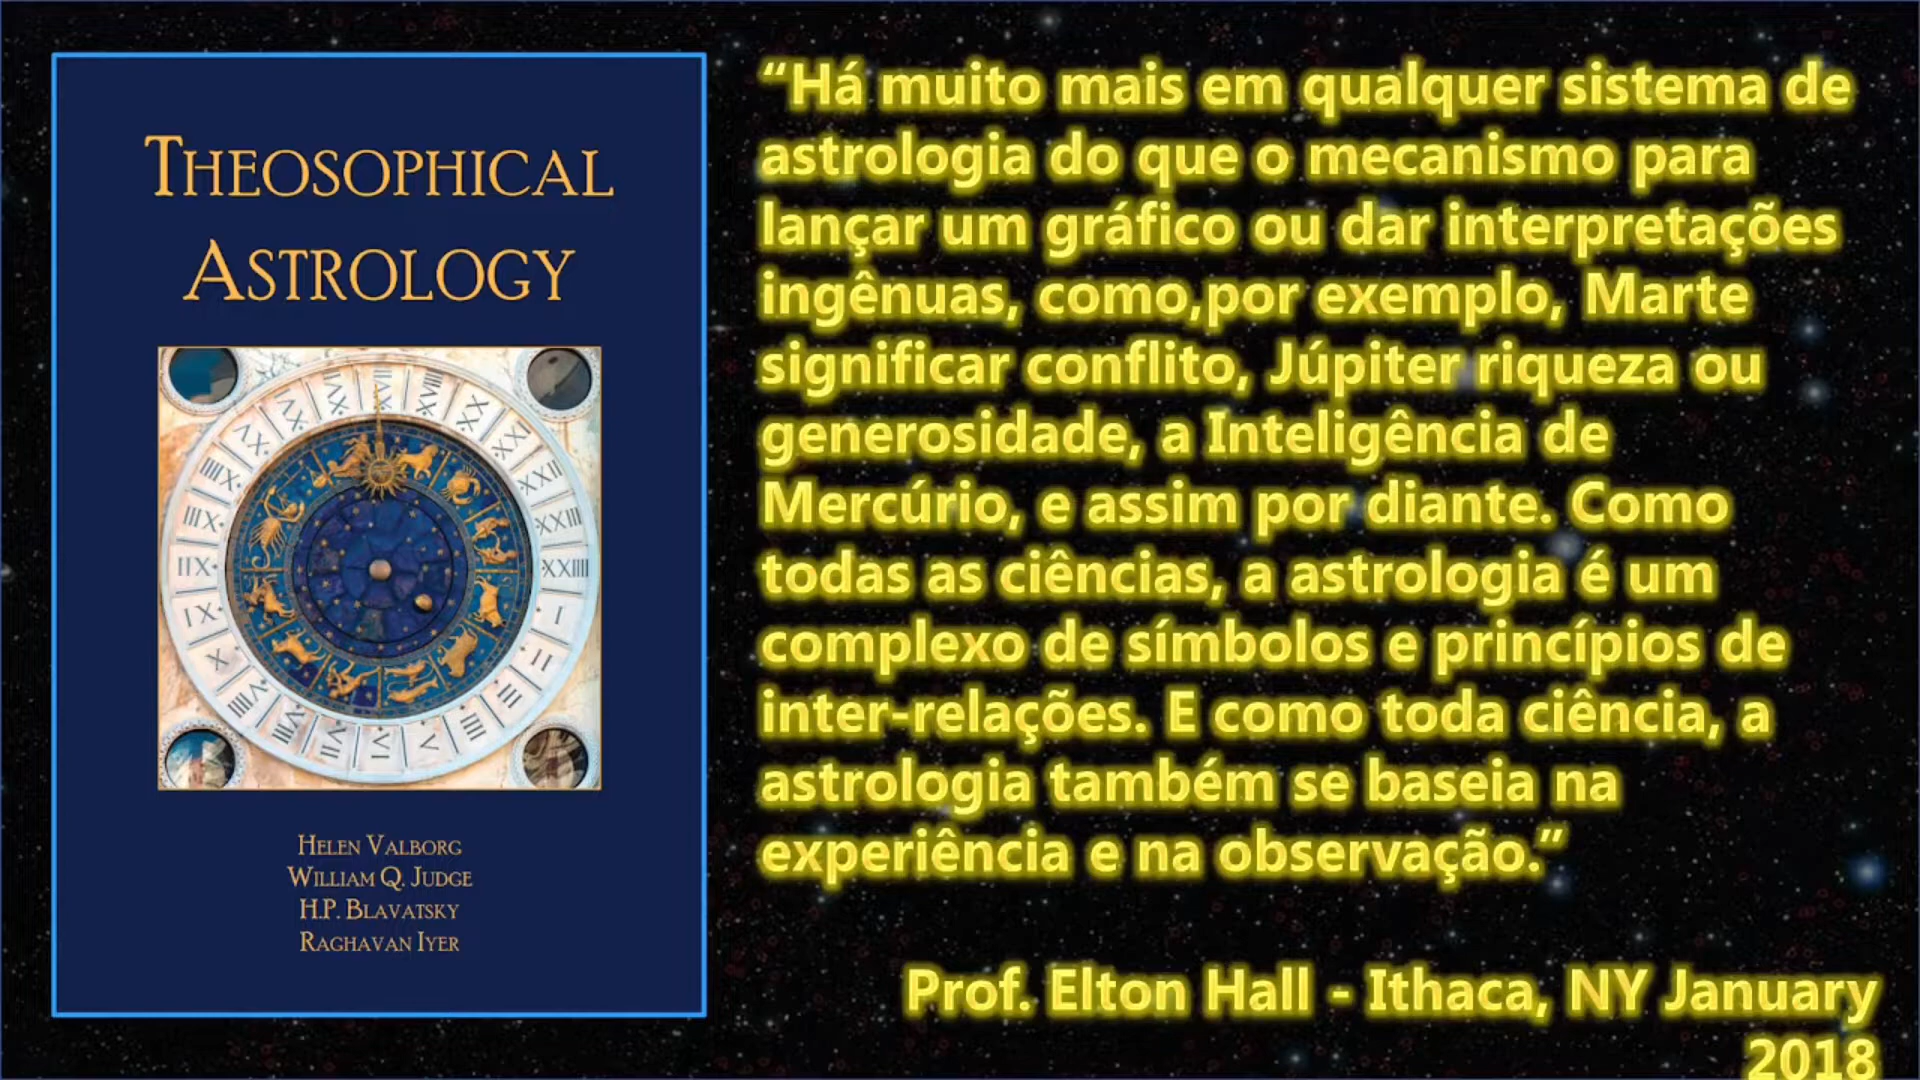 THEOSOPHICAL
ASTROLOGY
HELEN VALBORG
WILLIAM Q. JUDGE
H.P. BLAVATSKY
RAGHAVAN IYER
“Há muito mais em qualquer sistema de
astrologia do que o mecanismo para
lançar um gráfico ou dar interpretações
ingênuas, como,por exemplo, Marte
significar conflito, Júpiter riqueza ou
generosidade, a Inteligência de
Mercúrio, e assim por diante. Como
todas as ciências, a astrologia é um
complexo de símbolos e princípios de
inter-relações. E como toda ciência, a
astrologia também se baseia na
experiência e na observação.”
Prof. Elton Hall - Ithaca, NY January
2018